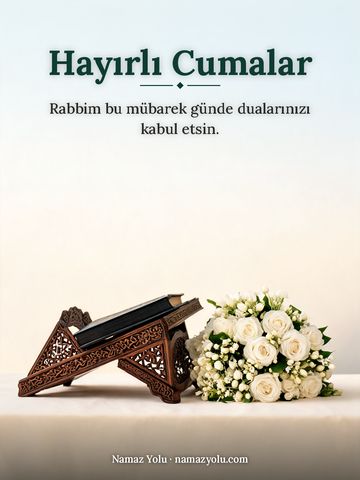 Hayırlı Cumalar
Rabbim bu mübarek günde dualarınızı
kabul etsin.
Namaz Yolu · namazyolu.com